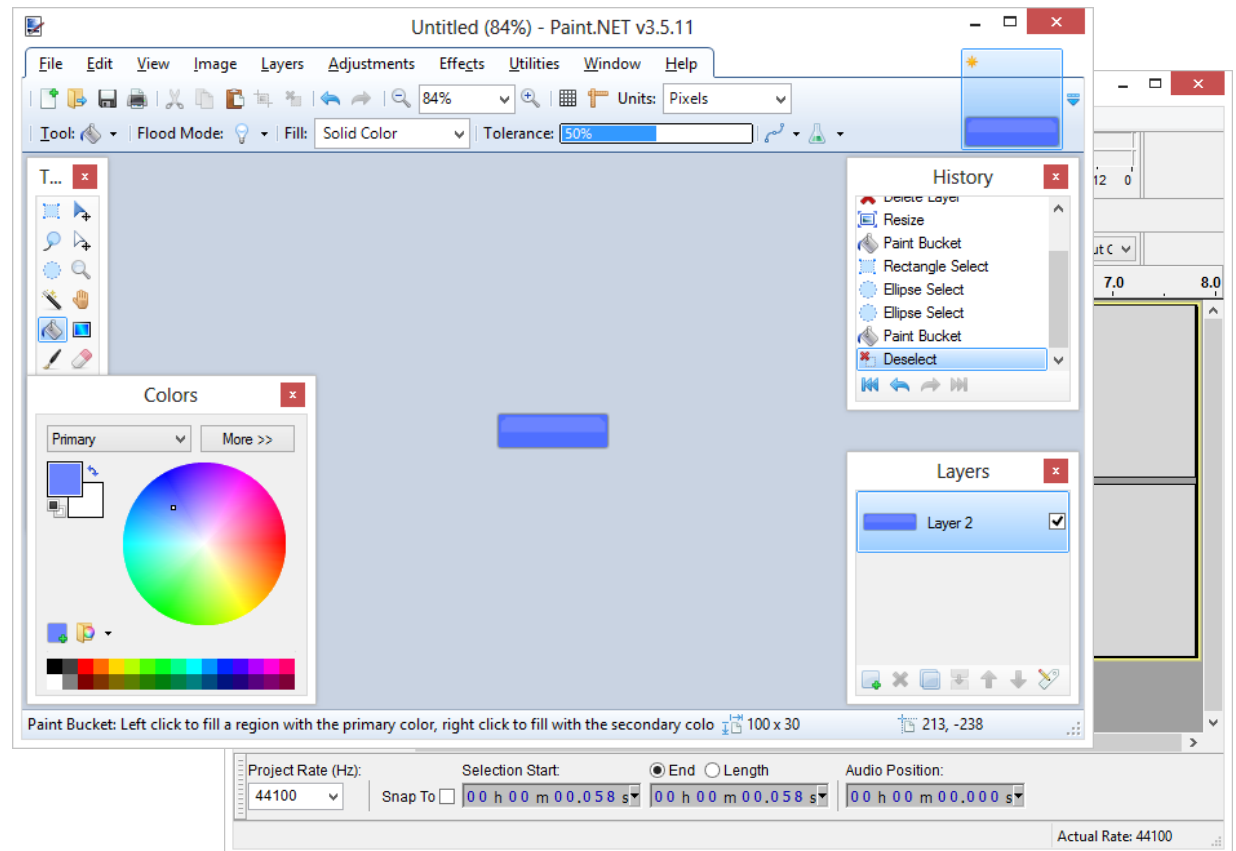 Untitled (84%) - Paint.NET v3.5.11
File Edit View Image Layers Adjustments Effects Utilities Window Help
84% Units: Pixels
Tool: Flood Mode: Fill: Solid Color Tolerance: 50%
T...
History
Delete Layer
Resize
Paint Bucket
Rectangle Select
Ellipse Select
Ellipse Select
Paint Bucket
Deselect
12 0
ut C
7.0 8.0
Colors
Primary More >>
Layers
Layer 2
Paint Bucket: Left click to fill a region with the primary color, right click to fill with the secondary colo 100 x 30 213, -238
Project Rate (Hz): Selection Start: End Length Audio Position:
44100 Snap To 00 h 00 m 00.058 s 00 h 00 m 00.058 s 00 h 00 m 00.000 s
Actual Rate: 44100